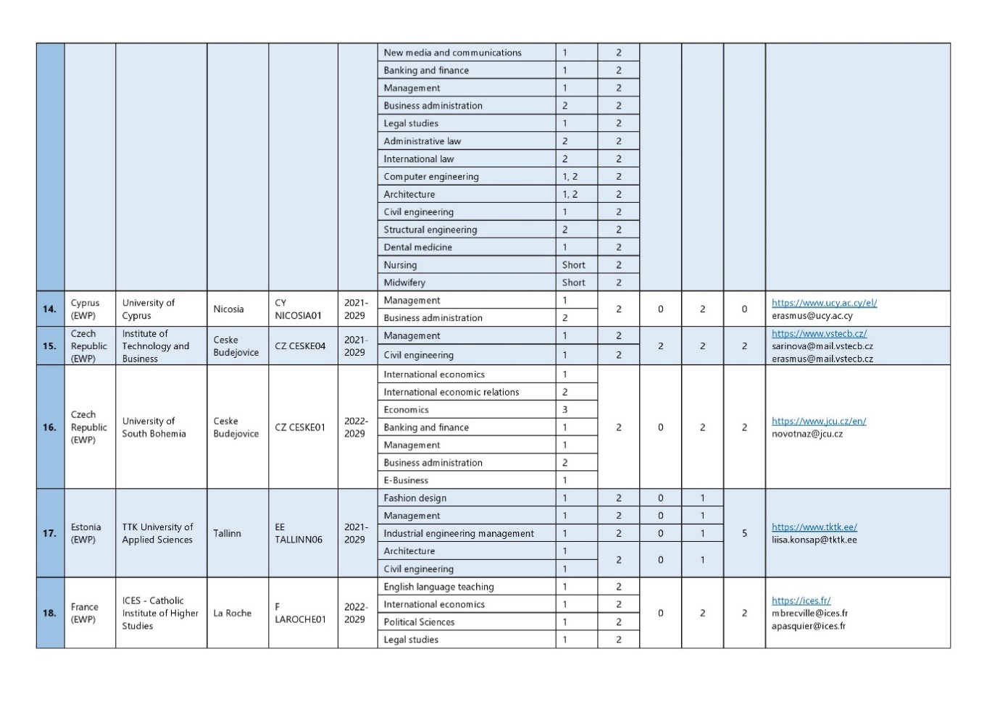 New media and communications 1 2
Banking and finance 1 2
Management 1 2
Business administration 2 2
Legal studies 1 2
Administrative law 2 2
International law 2 2
Computer engineering 1, 2 2
Architecture 1, 2 2
Civil engineering 1 2
Structural engineering 2 2
Dental medicine 1 2
Nursing Short 2
Midwifery Short 2
14.
Cyprus
(EWP)
University of
Cyprus
Nicosia
CY
NICOSIA01
2021-
2029
Management 1
Business administration 2
2 0 2 0
https://www.ucy.ac.cy/el/
erasmus@ucy.ac.cy
15.
Czech
Republic
(EWP)
Institute of
Technology and
Business
Ceske
Budejovice
CZ CESKE04
2021-
2029
Management 1 2
Civil engineering 1 2
2 2 2
https://www.vstecb.cz/
sarinova@mail.vstecb.cz
erasmus@mail.vstecb.cz
16.
Czech
Republic
(EWP)
University of
South Bohemia
Ceske
Budejovice
CZ CESKE01
2022-
2029
International economics 1
International economic relations 2
Economics 3
Banking and finance 1
Management 1
Business administration 2
E-Business 1
2 0 2 2
https://www.jcu.cz/en/
novotnaz@jcu.cz
17.
Estonia
(EWP)
TTK University of
Applied Sciences
Tallinn
EE
TALLINN06
2021-
2029
Fashion design 1 2 0 1
Management 1 2 0 1
Industrial engineering management 1 2 0 1
Architecture 1
Civil engineering 1
2 0 1
5
https://www.tktk.ee/
liisa.konsap@tktk.ee
18.
France
(EWP)
ICES - Catholic
Institute of Higher
Studies
La Roche
F
LAROCHE01
2022-
2029
English language teaching 1 2
International economics 1 2
Political Sciences 1 2
Legal studies 1 2
0 2 2
https://ices.fr/
mbrecville@ices.fr
apasquier@ices.fr